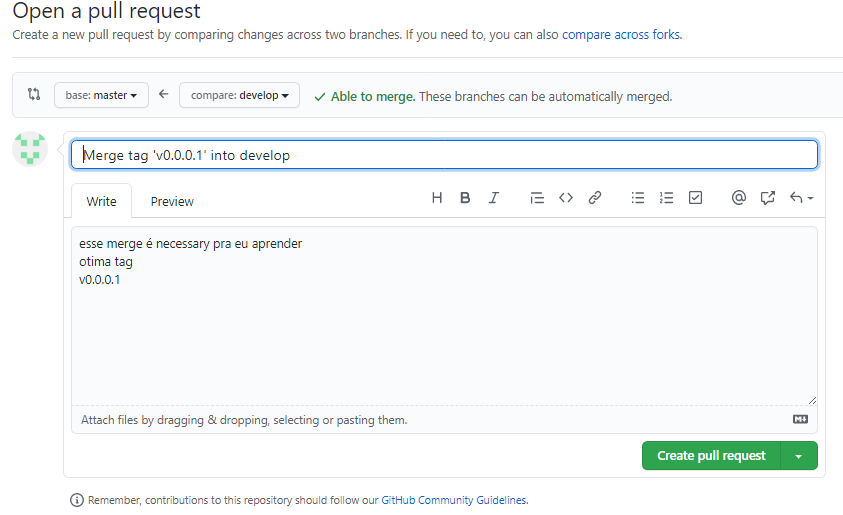 Open a pull request
Create a new pull request by comparing changes across two branches. If you need to, you can also compare across forks.
base: master compare: develop Able to merge. These branches can be automatically merged.
Merge tag 'v0.0.0.1' into develop
Write Preview
esse merge é necessary pra eu aprender
otima tag
v0.0.0.1
Attach files by dragging & dropping, selecting or pasting them.
Create pull request
Remember, contributions to this repository should follow our GitHub Community Guidelines.